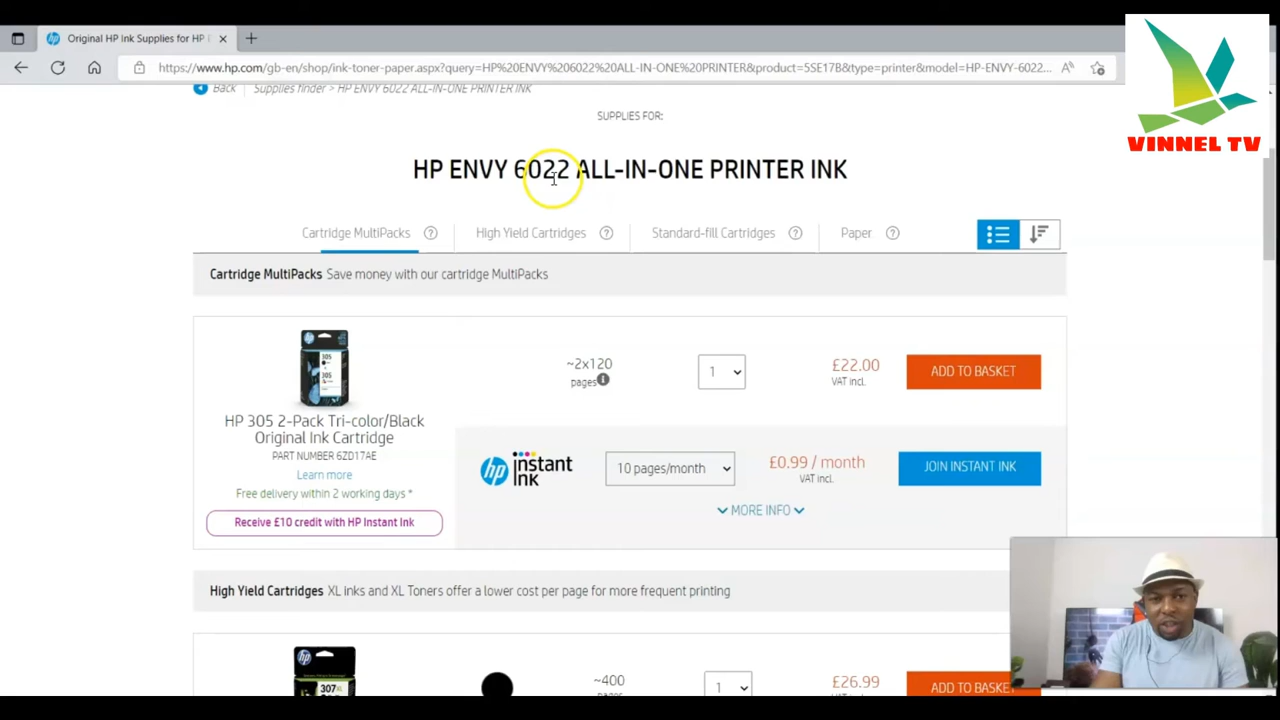 Original HP Ink Supplies for HP
https://www.hp.com/gb-en/shop/ink-toner-paper.aspx?query=HP%20ENVY%206022%20ALL-IN-ONE%20PRINTER&product=5SE17B&type=printer&model=HP-ENVY-6022...
VINNEL TV
Back Supplies finder > HP ENVY 6022 ALL-IN-ONE PRINTER INK
SUPPLIES FOR:
HP ENVY 6022 ALL-IN-ONE PRINTER INK
Cartridge MultiPacks ? High Yield Cartridges ? Standard-fill Cartridges ? Paper ?
Cartridge MultiPacks Save money with our cartridge MultiPacks
305
305
HP 305 2-Pack Tri-color/Black
Original Ink Cartridge
PART NUMBER 6ZD17AE
Learn more
Free delivery within 2 working days *
Receive £10 credit with HP Instant Ink
~2x120
pages
1
£22.00
VAT incl.
ADD TO BASKET
hp instant ink
10 pages/month
£0.99 / month
VAT incl.
JOIN INSTANT INK
MORE INFO
High Yield Cartridges XL inks and XL Toners offer a lower cost per page for more frequent printing
hp
307XL
~400
1
£26.99
ADD TO BASKET